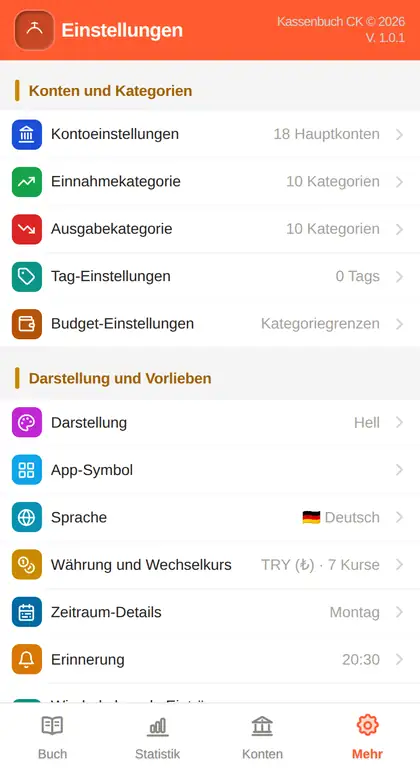 Einstellungen
Kassenbuch CK © 2026
V. 1.0.1
Konten und Kategorien
Kontoeinstellungen 18 Hauptkonten
Einnahmekategorie 10 Kategorien
Ausgabekategorie 10 Kategorien
Tag-Einstellungen 0 Tags
Budget-Einstellungen Kategoriegrenzen
Darstellung und Vorlieben
Darstellung Hell
App-Symbol
Sprache 🇩🇪 Deutsch
Währung und Wechselkurs TRY (₺) · 7 Kurse
Zeitraum-Details Montag
Erinnerung 20:30
Buch Statistik Konten Mehr